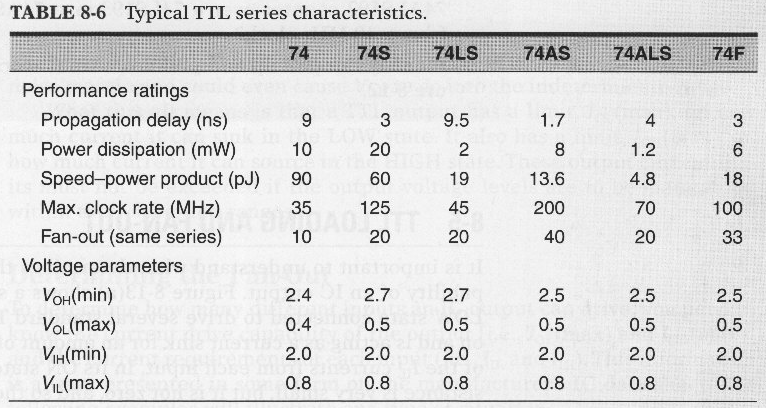 TABLE 8-6 Typical TTL series characteristics.
74 74S 74LS 74AS 74ALS 74F
Performance ratings
Propagation delay (ns) 9 3 9.5 1.7 4 3
Power dissipation (mW) 10 20 2 8 1.2 6
Speed–power product (pJ) 90 60 19 13.6 4.8 18
Max. clock rate (MHz) 35 125 45 200 70 100
Fan-out (same series) 10 20 20 40 20 33
Voltage parameters
VOH(min) 2.4 2.7 2.7 2.5 2.5 2.5
VOL(max) 0.4 0.5 0.5 0.5 0.5 0.5
VIH(min) 2.0 2.0 2.0 2.0 2.0 2.0
VIL(max) 0.8 0.8 0.8 0.8 0.8 0.8